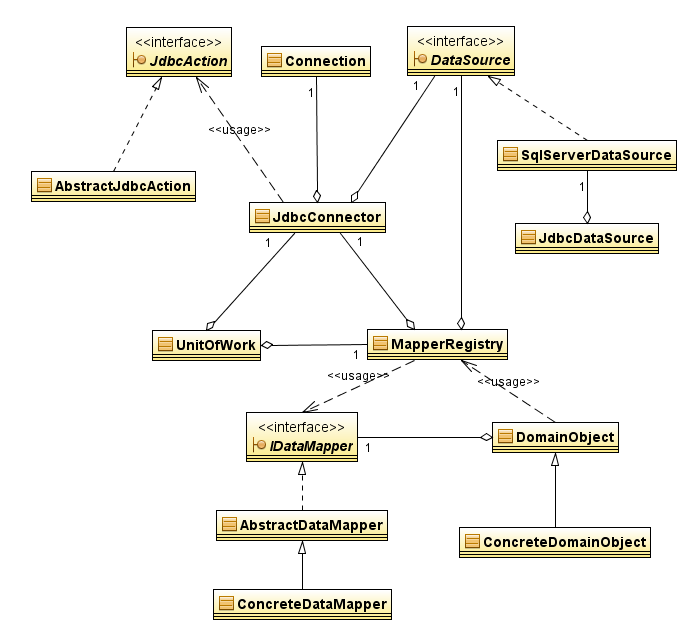 <<interface>>
JdbcAction
Connection
<<interface>>
DataSource
1
1
1
<<usage>>
SqlServerDataSource
AbstractJdbcAction
1
JdbcConnector
JdbcDataSource
1
1
UnitOfWork
MapperRegistry
1
<<usage>>
<<usage>>
<<interface>>
IDataMapper
1
DomainObject
AbstractDataMapper
ConcreteDomainObject
ConcreteDataMapper